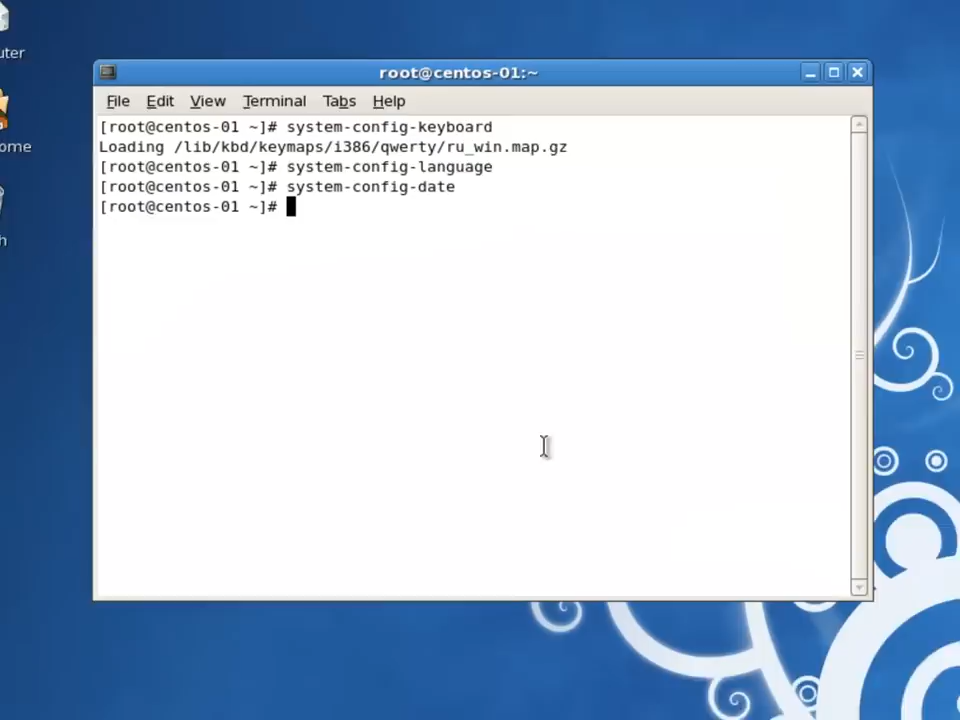 root@centos-01:~
uter
File Edit View Terminal Tabs Help
[root@centos-01 ~]# system-config-keyboard
ome
Loading /lib/kbd/keymaps/i386/qwerty/ru_win.map.gz
[root@centos-01 ~]# system-config-language
[root@centos-01 ~]# system-config-date
[root@centos-01 ~]#
h